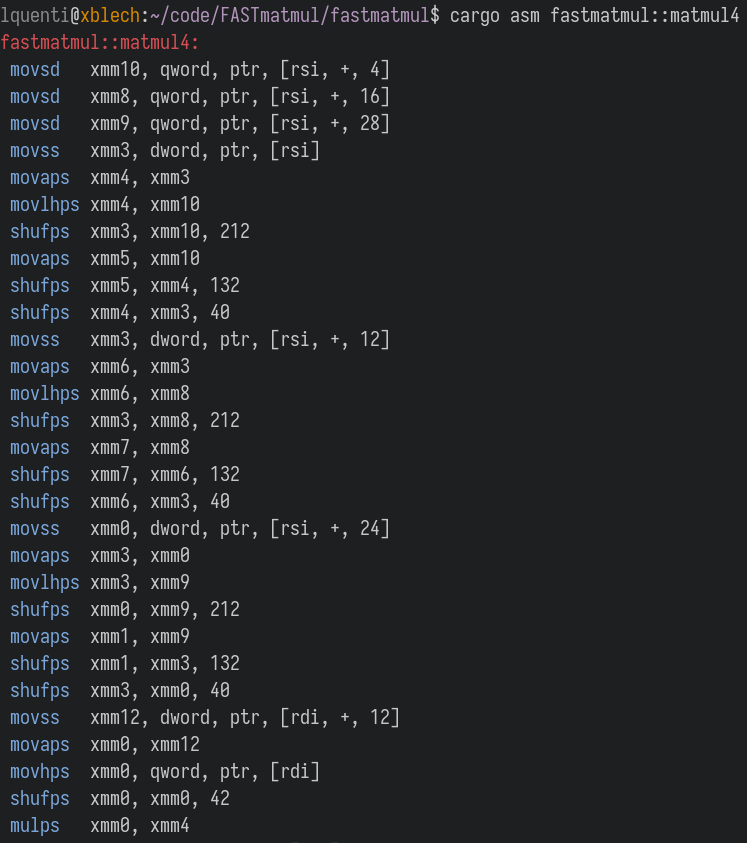 lquenti@xblech:~/code/FASTmatmul/fastmatmul$ cargo asm fastmatmul::matmul4
fastmatmul::matmul4:
movsd xmm10, qword, ptr, [rsi, +, 4]
movsd xmm8, qword, ptr, [rsi, +, 16]
movsd xmm9, qword, ptr, [rsi, +, 28]
movss xmm3, dword, ptr, [rsi]
movaps xmm4, xmm3
movlhps xmm4, xmm10
shufps xmm3, xmm10, 212
movaps xmm5, xmm10
shufps xmm5, xmm4, 132
shufps xmm4, xmm3, 40
movss xmm3, dword, ptr, [rsi, +, 12]
movaps xmm6, xmm3
movlhps xmm6, xmm8
shufps xmm3, xmm8, 212
movaps xmm7, xmm8
shufps xmm7, xmm6, 132
shufps xmm6, xmm3, 40
movss xmm0, dword, ptr, [rsi, +, 24]
movaps xmm3, xmm0
movlhps xmm3, xmm9
shufps xmm0, xmm9, 212
movaps xmm1, xmm9
shufps xmm1, xmm3, 132
shufps xmm3, xmm0, 40
movss xmm12, dword, ptr, [rdi, +, 12]
movaps xmm0, xmm12
movhps xmm0, qword, ptr, [rdi]
shufps xmm0, xmm0, 42
mulps xmm0, xmm4